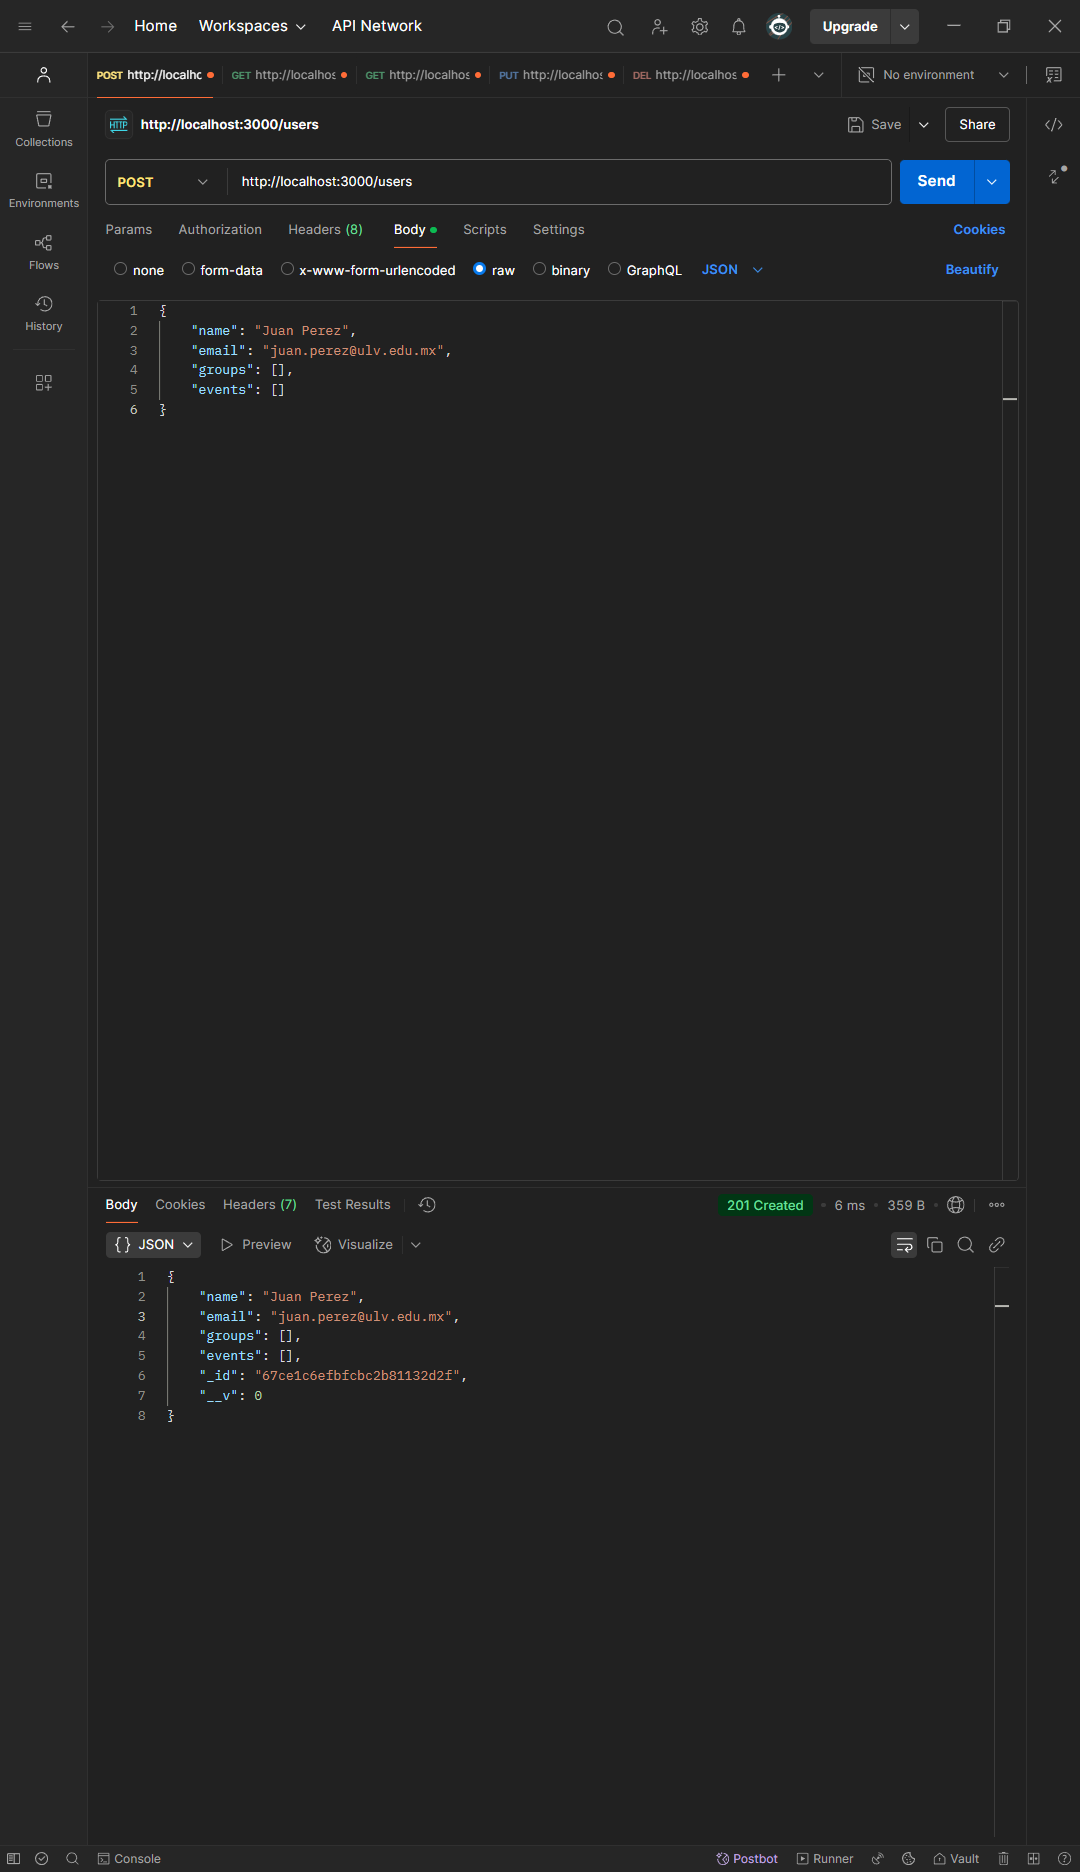 Home Workspaces API Network Upgrade
POST http://localhc GET http://localhos GET http://localhos PUT http://localhos DEL http://localhos No environment
HTTP http://localhost:3000/users Save Share
Collections
Environments
Flows
History
POST http://localhost:3000/users Send
Params Authorization Headers (8) Body Scripts Settings Cookies
none form-data x-www-form-urlencoded raw binary GraphQL JSON Beautify
1 {
2 "name": "Juan Perez",
3 "email": "juan.perez@ulv.edu.mx",
4 "groups": [],
5 "events": []
6 }
Body Cookies Headers (7) Test Results 201 Created • 6 ms • 359 B
{} JSON Preview Visualize
1 {
2 "name": "Juan Perez",
3 "email": "juan.perez@ulv.edu.mx",
4 "groups": [],
5 "events": [],
6 "_id": "67ce1c6efbfcbc2b81132d2f",
7 "__v": 0
8 }
Console Postbot Runner Vault